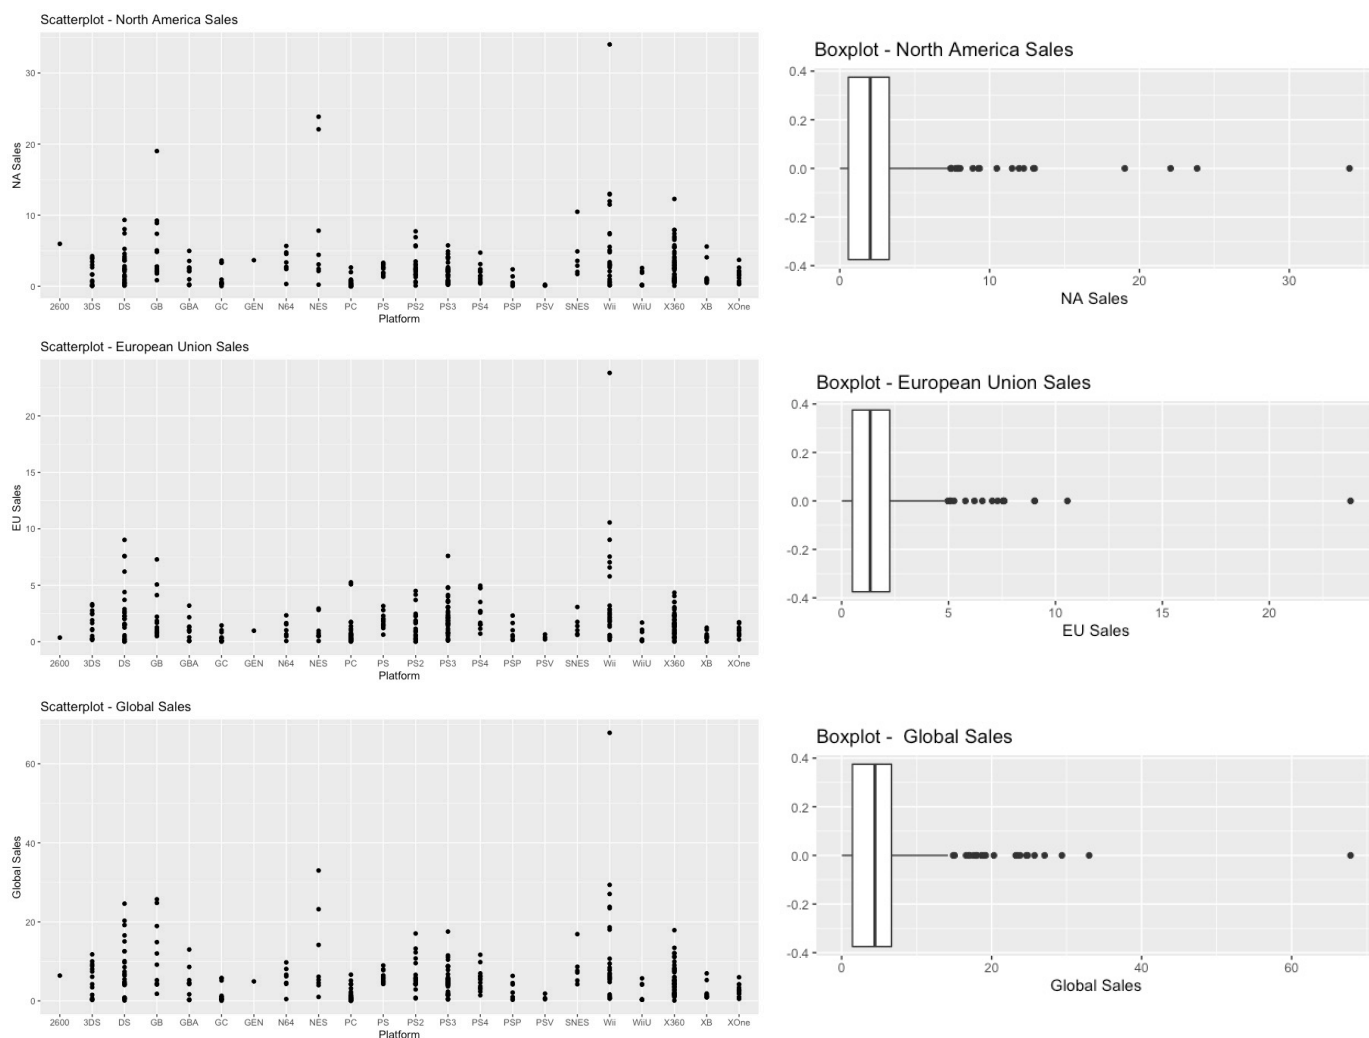 Scatterplot - North America Sales
30
20
10
0
NA Sales
2600 3DS DS GB GBA GC GEN N64 NES PC PS PS2 PS3 PS4 PSP PSV SNES Wii WiiU X360 XB XOne
Platform
Boxplot - North America Sales
0.4
0.2
0.0
-0.2
-0.4
0 10 20 30
NA Sales
Scatterplot - European Union Sales
20
15
10
5
0
EU Sales
2600 3DS DS GB GBA GC GEN N64 NES PC PS PS2 PS3 PS4 PSP PSV SNES Wii WiiU X360 XB XOne
Platform
Boxplot - European Union Sales
0.4
0.2
0.0
-0.2
-0.4
0 5 10 15 20
EU Sales
Scatterplot - Global Sales
60
40
20
0
Global Sales
2600 3DS DS GB GBA GC GEN N64 NES PC PS PS2 PS3 PS4 PSP PSV SNES Wii WiiU X360 XB XOne
Platform
Boxplot - Global Sales
0.4
0.2
0.0
-0.2
-0.4
0 20 40 60
Global Sales